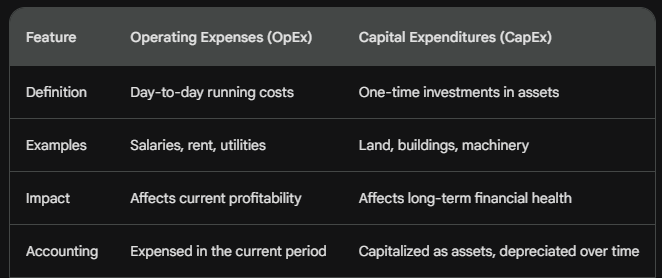 Feature Operating Expenses (OpEx) Capital Expenditures (CapEx)
Definition Day-to-day running costs One-time investments in assets
Examples Salaries, rent, utilities Land, buildings, machinery
Impact Affects current profitability Affects long-term financial health
Accounting Expensed in the current period Capitalized as assets, depreciated over time